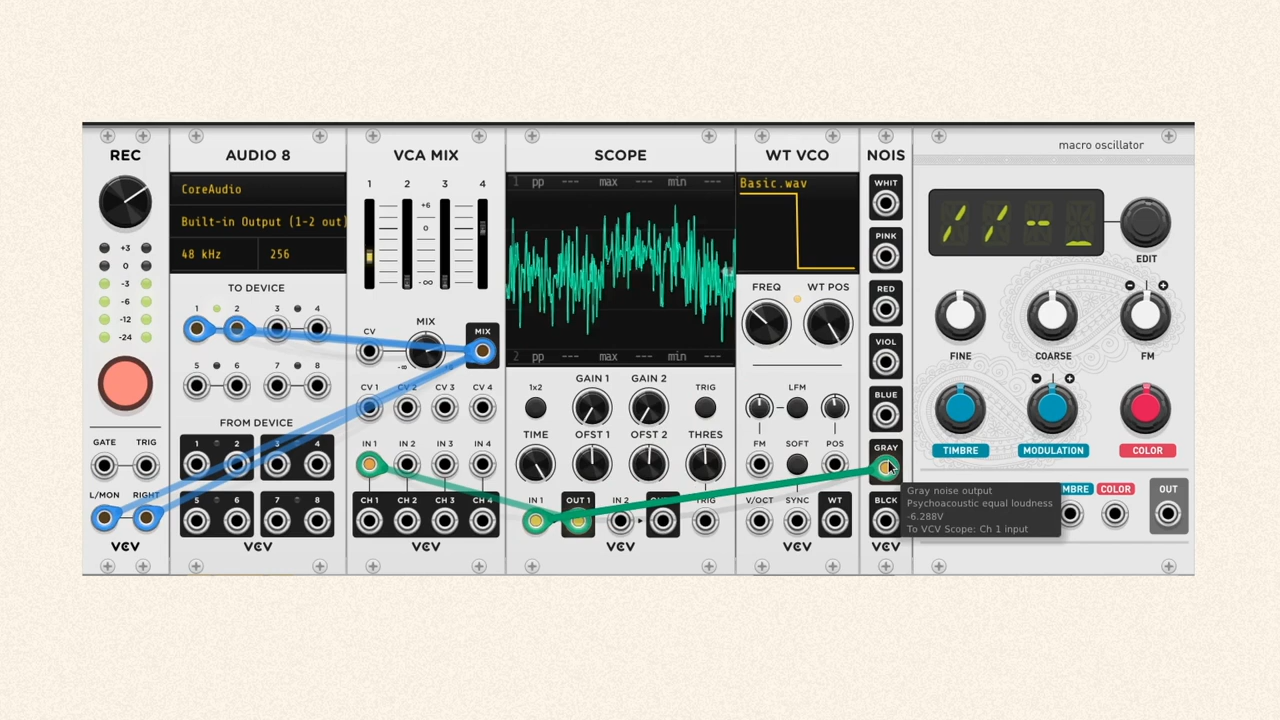 REC
AUDIO 8
VCA MIX
SCOPE
WT VCO
NOIS
macro oscillator
CoreAudio
Built-in Output (1-2 out)
48 kHz 256
1 2 3 4
+6
0
-∞
1 pp --- max --- min ---
2 pp --- max --- min ---
Basic.wav
WHIT
PINK
RED
VIOL
BLUE
GRAY
BLCK
+3
0
-3
-6
-12
-24
TO DEVICE
1 2 3 4
5 6 7 8
FROM DEVICE
1 2 3 4
5 6 7 8
GATE TRIG
L/MON RIGHT
MIX
CV
MIX
-∞
CV 1 CV 2 CV 3 CV 4
IN 1 IN 2 IN 3 IN 4
CH 1 CH 2 CH 3 CH 4
1x2 GAIN 1 GAIN 2 TRIG
TIME OFST 1 OFST 2 THRES
IN 1 OUT 1 IN 2 TRIG
FREQ WT POS
LFM
FM SOFT POS
V/OCT SYNC WT
EDIT
FINE COARSE FM
TIMBRE MODULATION COLOR
COLOR OUT
Gray noise output
Psychoacoustic equal loudness
-6.288V
To VCV Scope: Ch 1 input
VCV VCV VCV VCV VCV VCV